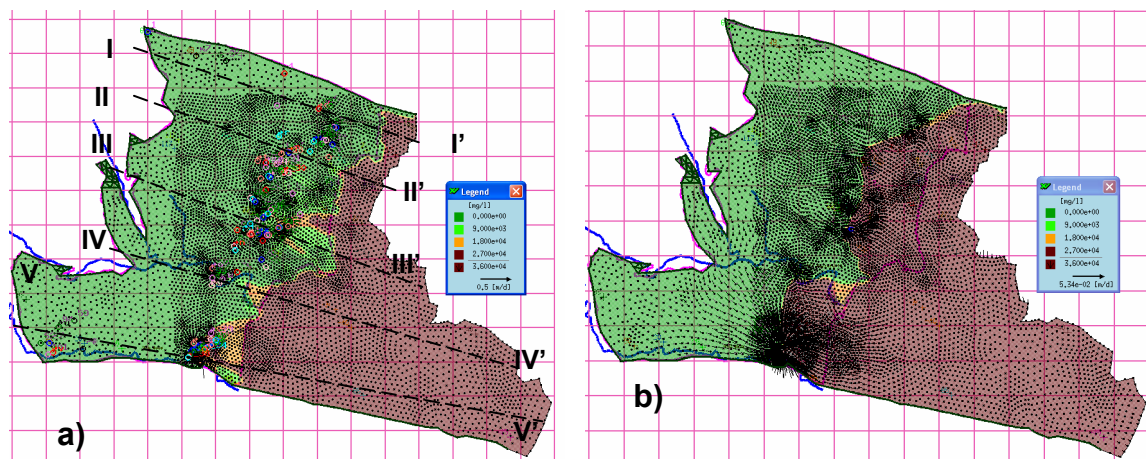 I
II
III
IV
V
I'
II'
III'
IV'
V'
Legend
[mg/l]
0.000e+00
9.000e+03
1.800e+04
2.700e+04
3.600e+04
0.5 [m/d]
a)
Legend
[mg/l]
0.000e+00
9.000e+03
1.800e+04
2.700e+04
3.600e+04
5.34e-02 [m/d]
b)